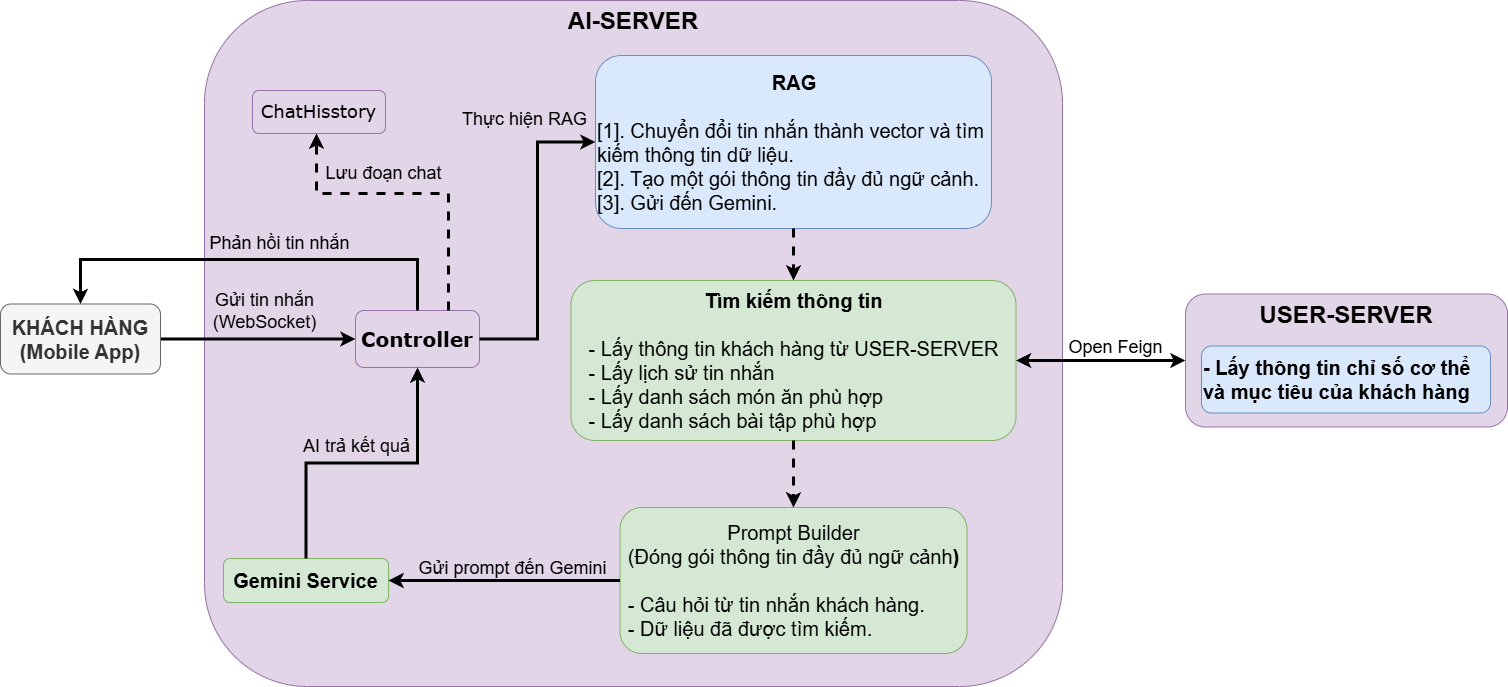 AI-SERVER
RAG
[1]. Chuyển đổi tin nhắn thành vector và tìm
kiếm thông tin dữ liệu.
[2]. Tạo một gói thông tin đầy đủ ngữ cảnh.
[3]. Gửi đến Gemini.
ChatHisstory
Thực hiện RAG
Lưu đoạn chat
Phản hồi tin nhắn
Gửi tin nhắn
(WebSocket)
KHÁCH HÀNG
(Mobile App)
Controller
Tìm kiếm thông tin
- Lấy thông tin khách hàng từ USER-SERVER
- Lấy lịch sử tin nhắn
- Lấy danh sách món ăn phù hợp
- Lấy danh sách bài tập phù hợp
Open Feign
USER-SERVER
- Lấy thông tin chỉ số cơ thể
và mục tiêu của khách hàng
AI trả kết quả
Prompt Builder
(Đóng gói thông tin đầy đủ ngữ cảnh)
- Câu hỏi từ tin nhắn khách hàng.
- Dữ liệu đã được tìm kiếm.
Gửi prompt đến Gemini
Gemini Service